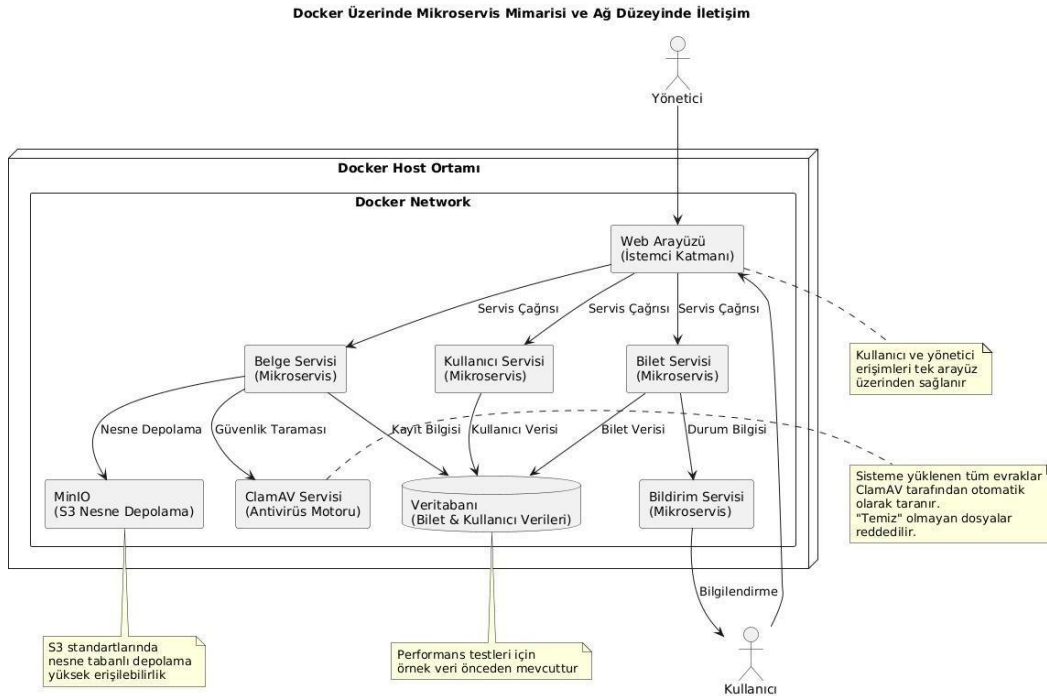 Docker Üzerinde Mikroservis Mimarisi ve Ağ Düzeyinde İletişim
Yönetici
Docker Host Ortamı
Docker Network
Web Arayüzü
(İstemci Katmanı)
Servis Çağrısı
Servis Çağrısı
Servis Çağrısı
Belge Servisi
(Mikroservis)
Kullanıcı Servisi
(Mikroservis)
Bilet Servisi
(Mikroservis)
Kullanıcı ve yönetici
erişimleri tek arayüz
üzerinden sağlanır
Nesne Depolama
Güvenlik Taraması
Kayıt Bilgisi
Kullanıcı Verisi
Bilet Verisi
Durum Bilgisi
MinIO
(S3 Nesne Depolama)
ClamAV Servisi
(Antivirüs Motoru)
Veritabanı
(Bilet & Kullanıcı Verileri)
Bildirim Servisi
(Mikroservis)
Sisteme yüklenen tüm evraklar
ClamAV tarafından otomatik
olarak taranır.
"Temiz" olmayan dosyalar
reddedilir.
Bilgilendirme
S3 standartlarında
nesne tabanlı depolama
yüksek erişilebilirlik
Performans testleri için
örnek veri önceden mevcuttur
Kullanıcı